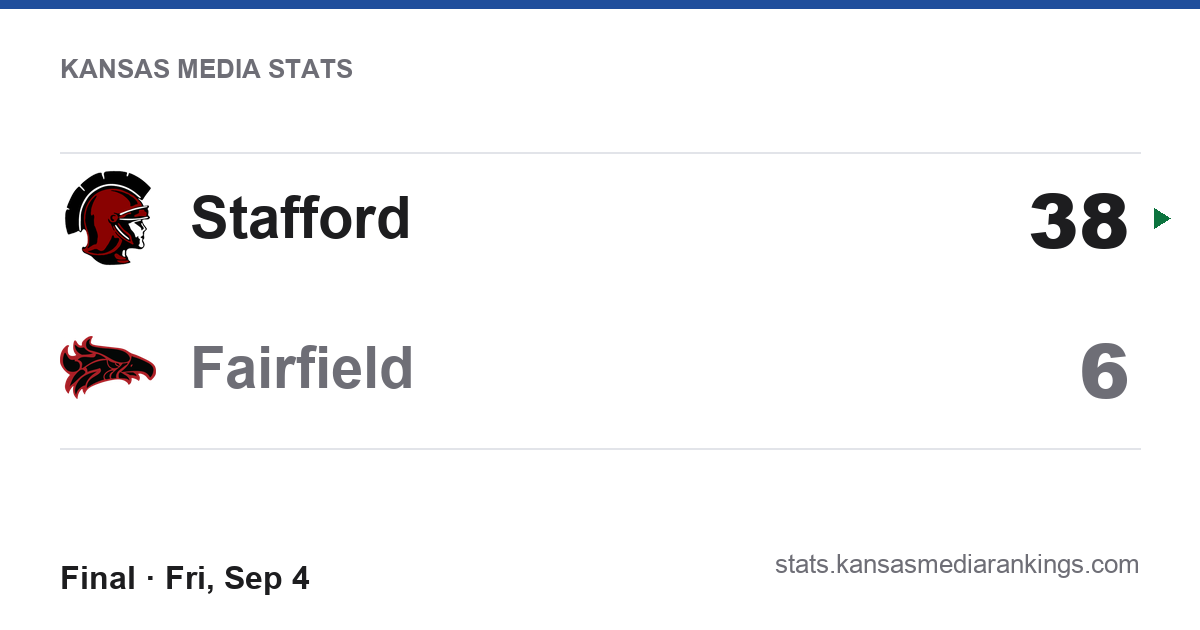 KANSAS MEDIA STATS
Stafford 38
Fairfield 6
Final · Fri, Sep 4
stats.kansasmediarankings.com